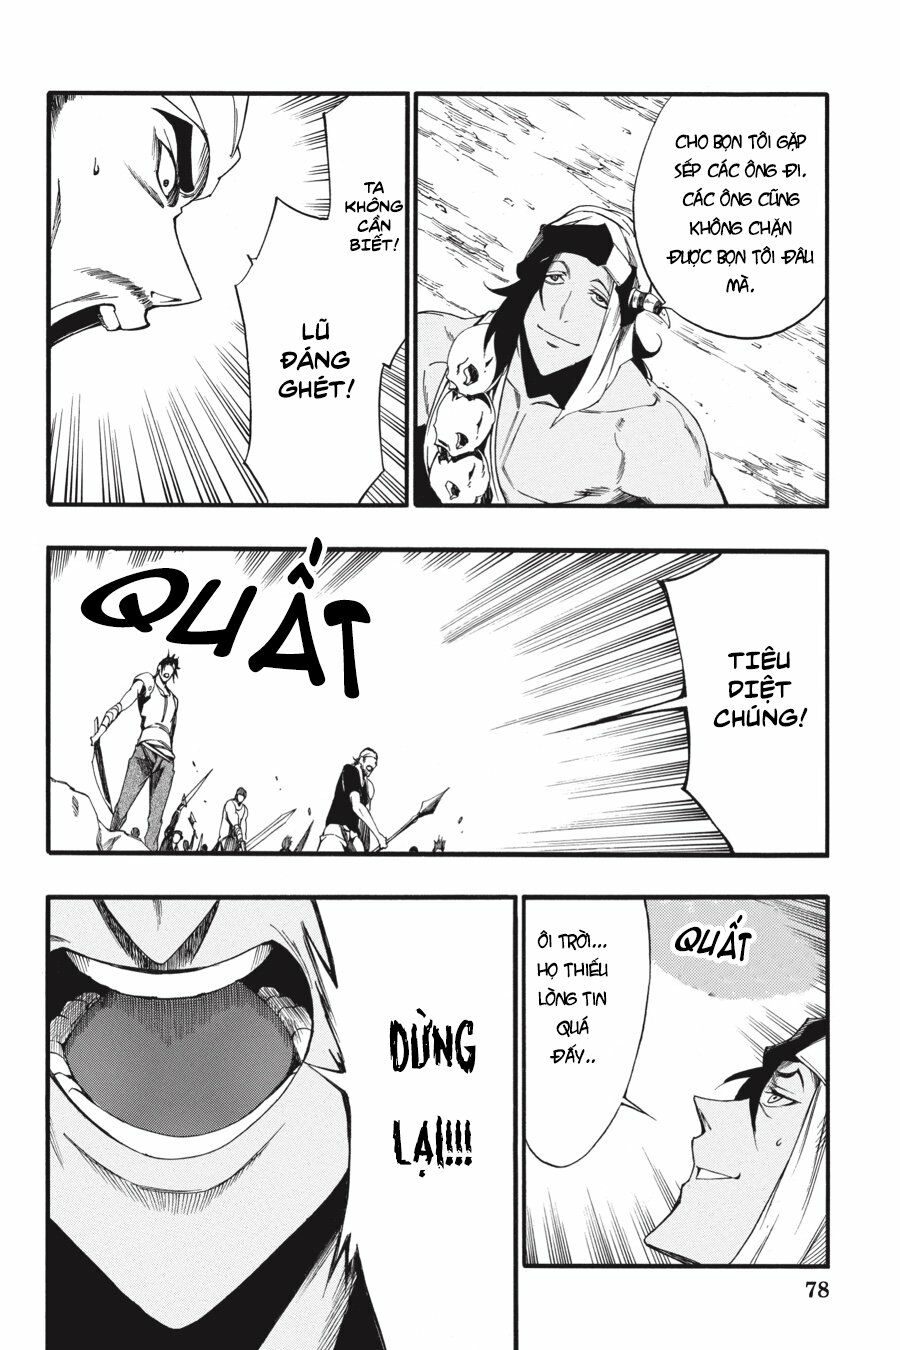 CHO BỌN TÔI GẶP
SẾP CÁC ÔNG ĐI.
CÁC ÔNG CŨNG
KHÔNG CHẶN
ĐƯỢC BỌN TÔI ĐÂU
MÀ.
TA
KHÔNG
CẦN
BIẾT!
LŨ
ĐÁNG
GHÉT!
TIÊU
DIỆT
CHÚNG!
QUẤT
QUẤT
ÔI TRỜI...
HỌ THIẾU
LÒNG TIN
QUÁ
ĐẤY..
DỪNG
LẠI!!!
78